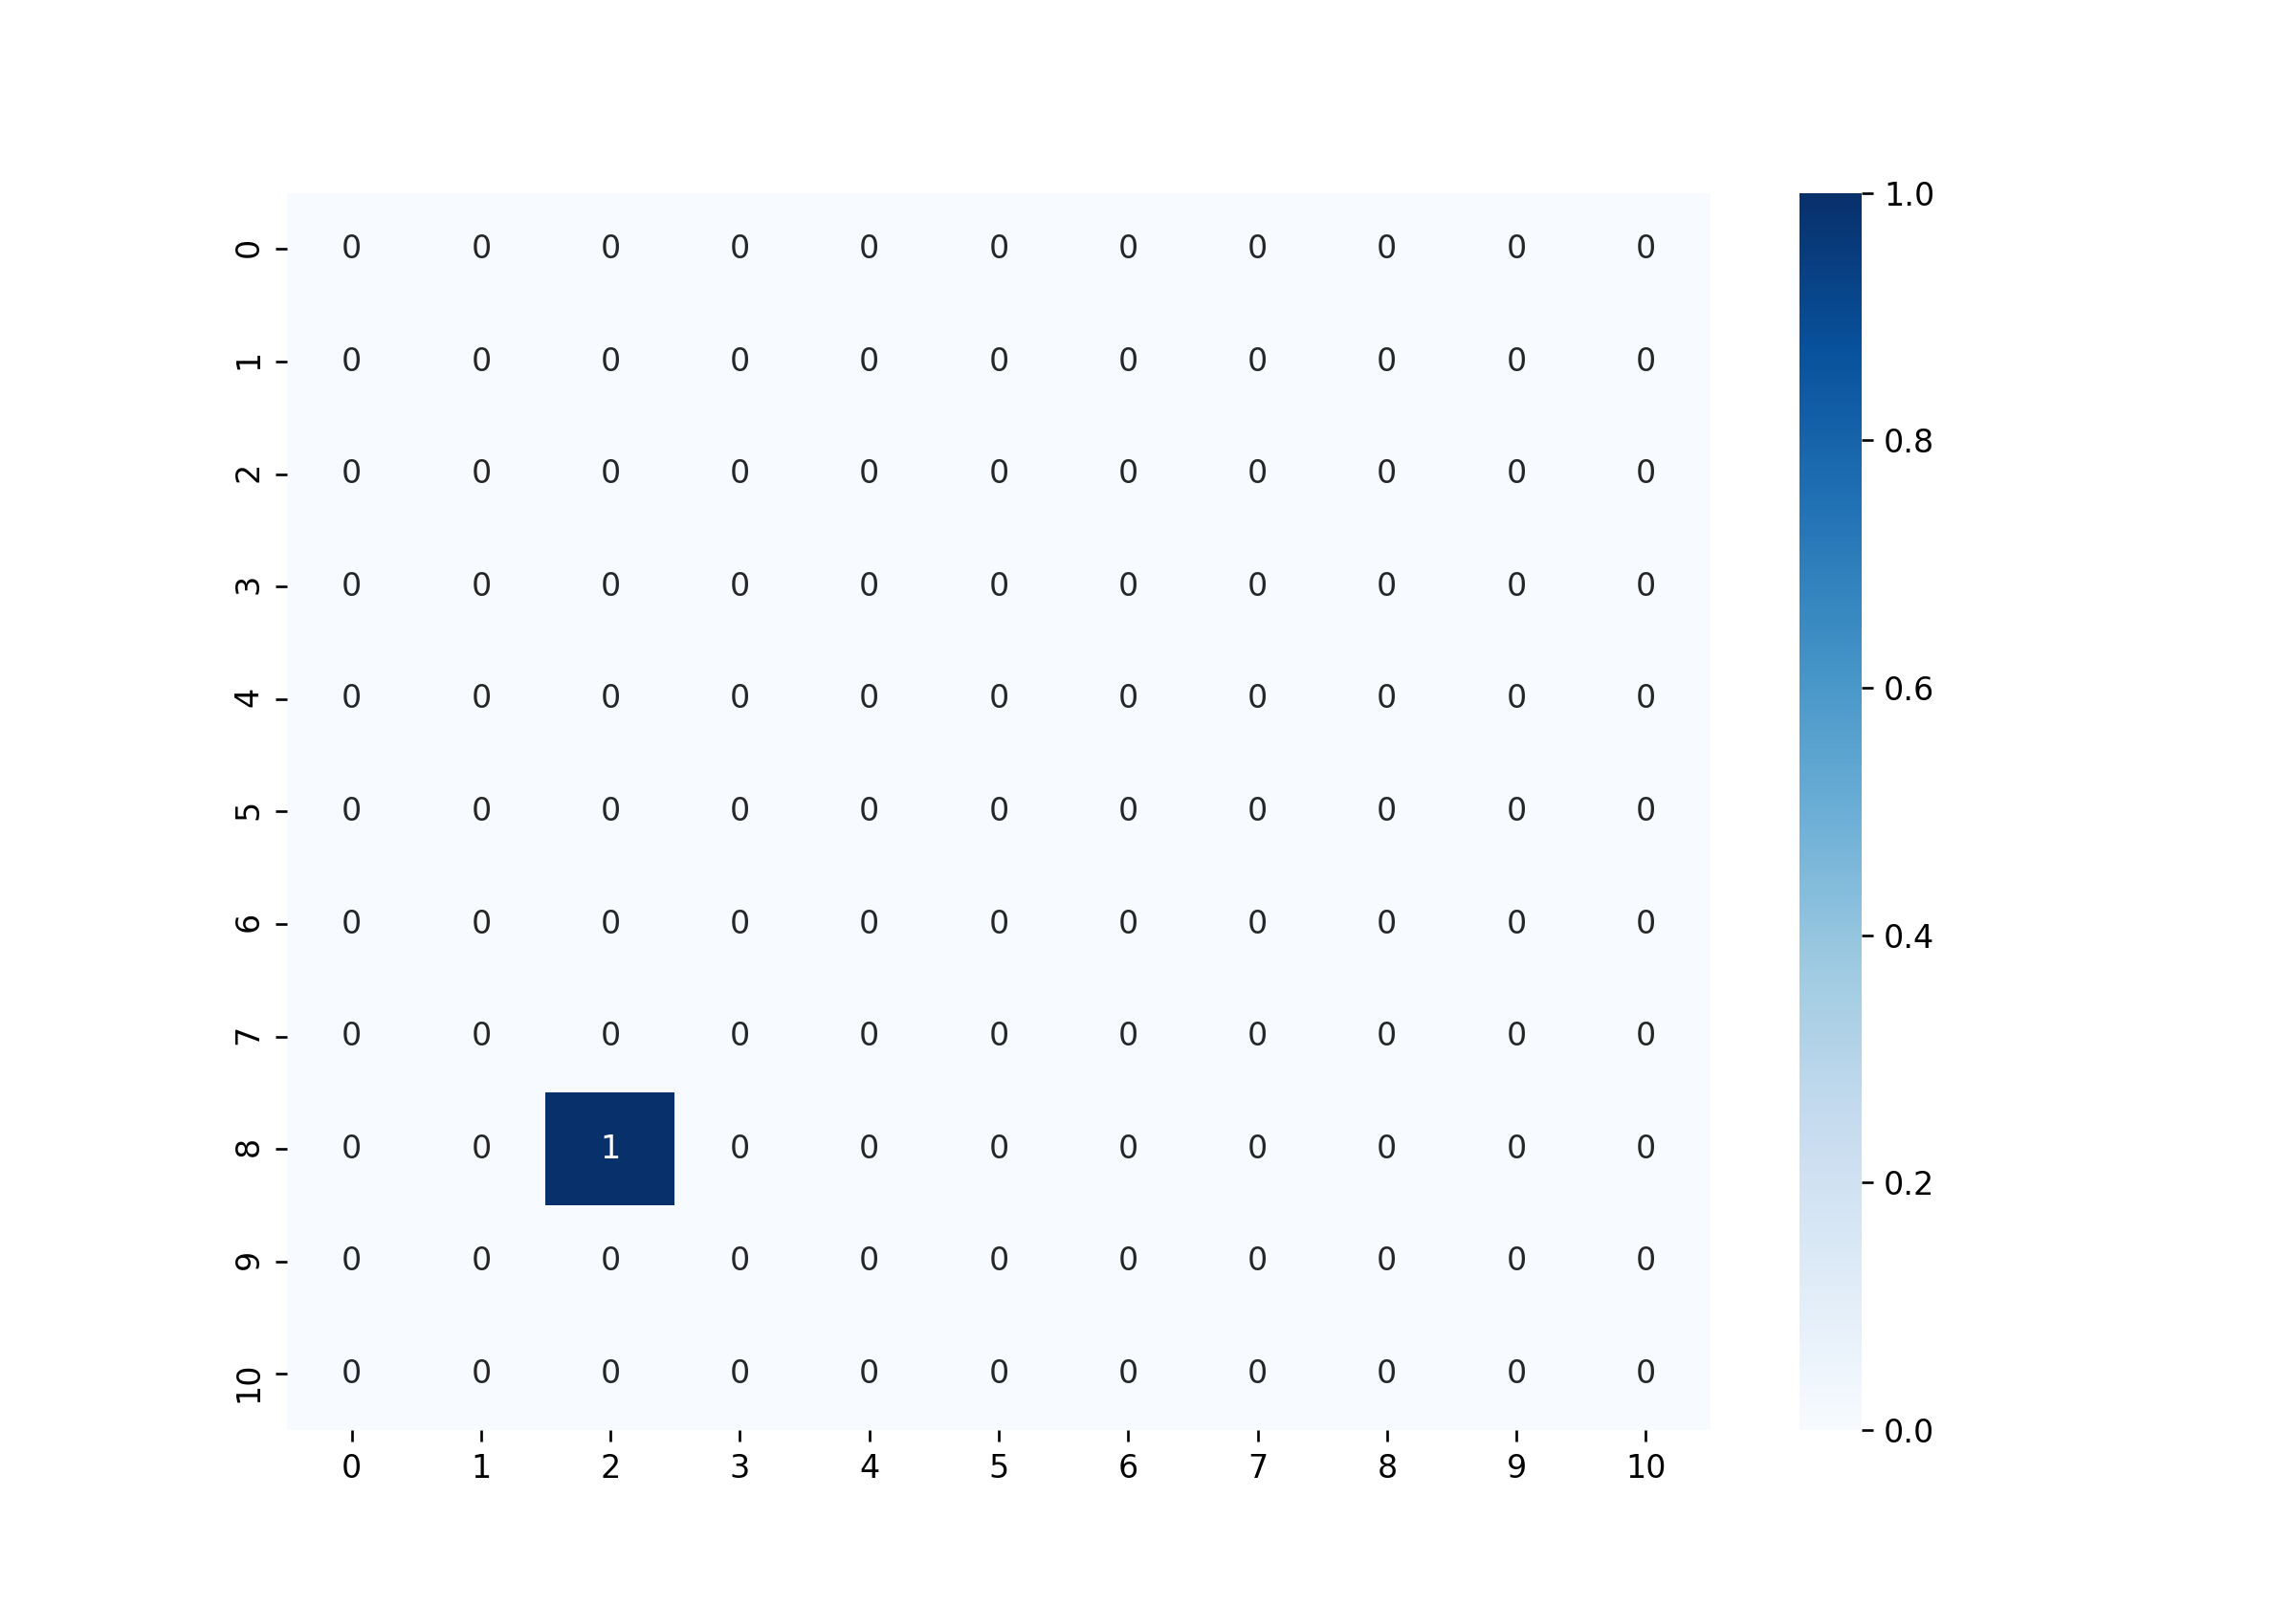 0 0 0 0 0 0 0 0 0 0 0 0
1 0 0 0 0 0 0 0 0 0 0 0
2 0 0 0 0 0 0 0 0 0 0 0
3 0 0 0 0 0 0 0 0 0 0 0
4 0 0 0 0 0 0 0 0 0 0 0
5 0 0 0 0 0 0 0 0 0 0 0
6 0 0 0 0 0 0 0 0 0 0 0
7 0 0 0 0 0 0 0 0 0 0 0
8 0 0 1 0 0 0 0 0 0 0 0
9 0 0 0 0 0 0 0 0 0 0 0
10 0 0 0 0 0 0 0 0 0 0 0
0 1 2 3 4 5 6 7 8 9 10
1.0
0.8
0.6
0.4
0.2
0.0